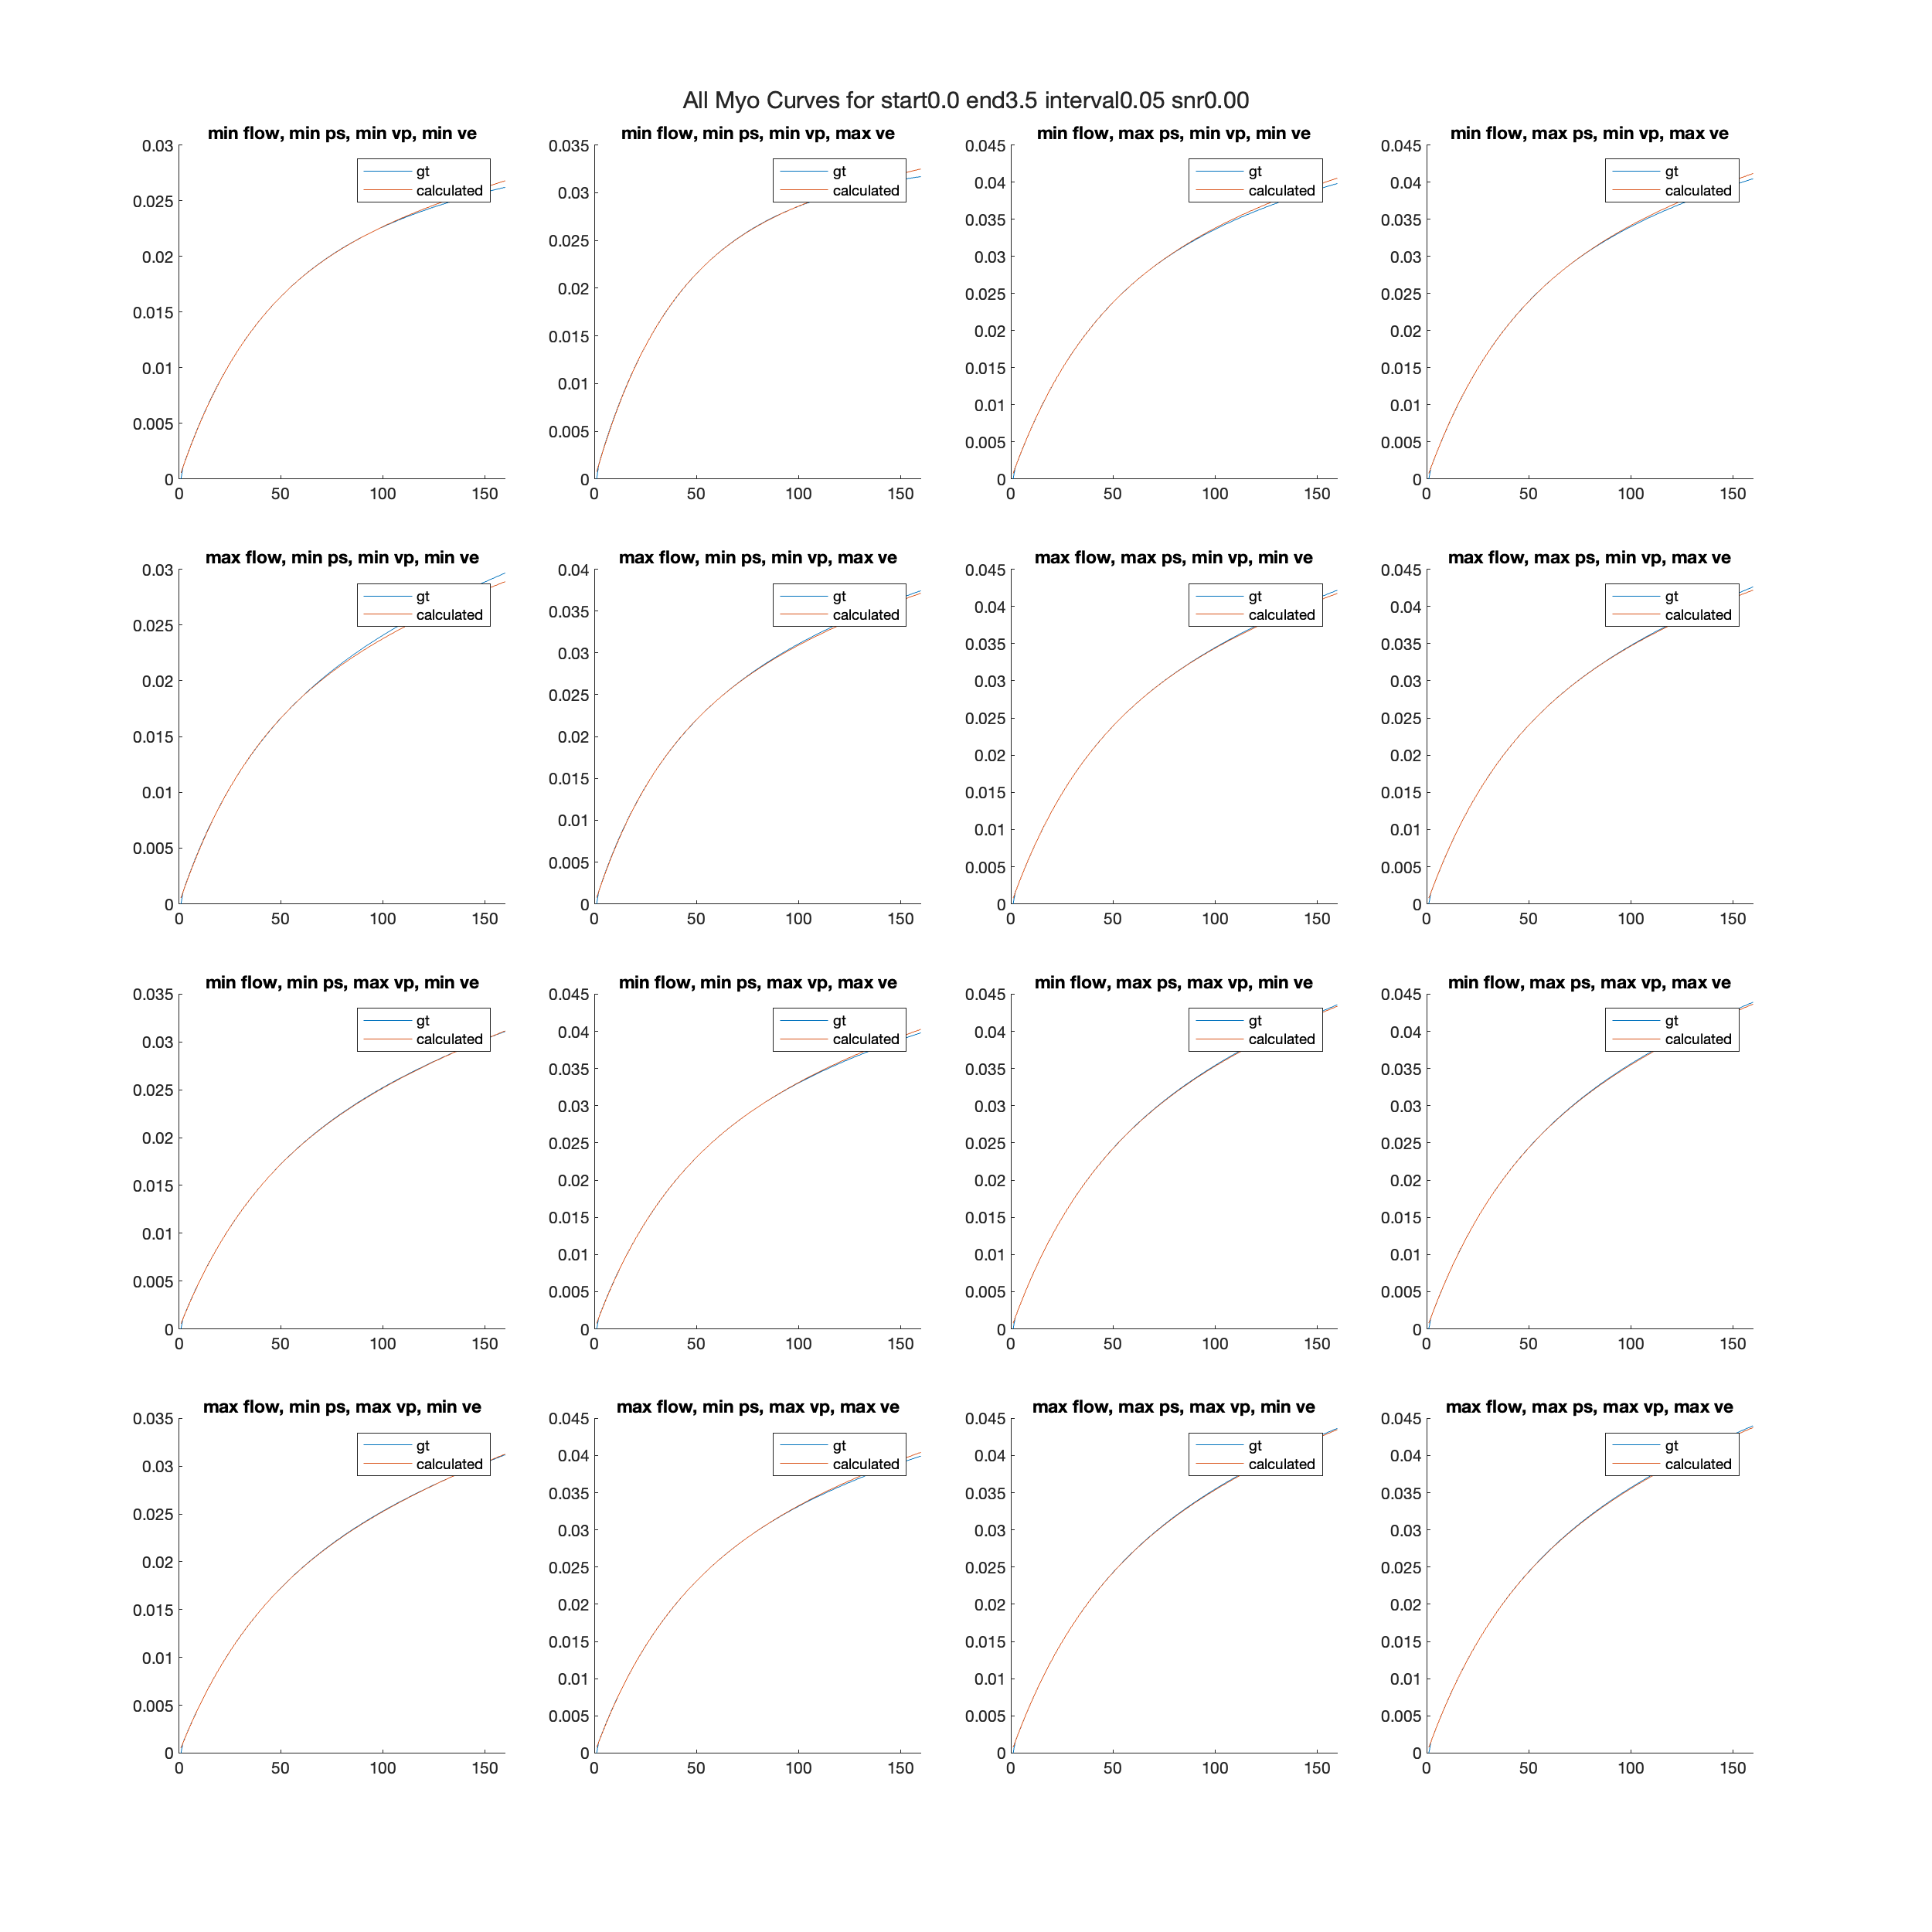 All Myo Curves for start0.0 end3.5 interval0.05 snr0.00
min flow, min ps, min vp, min ve
0.03
0.025
0.02
0.015
0.01
0.005
0
0 50 100 150
gt
calculated
min flow, min ps, min vp, max ve
0.035
0.03
0.025
0.02
0.015
0.01
0.005
0 50 100 150
gt
calculated
min flow, max ps, min vp, min ve
0.045
0.04
0.035
0.03
0.025
0.02
0.015
0.01
0.005
0
0 50 100 150
gt
calculated
min flow, max ps, min vp, max ve
0.045
0.04
0.035
0.03
0.025
0.02
0.015
0.01
0.005
0
0 50 100 150
gt
calculated
max flow, min ps, min vp, min ve
0.03
0.025
0.02
0.015
0.01
0.005
0
0 50 100 150
gt
calculated
max flow, min ps, min vp, max ve
0.04
0.035
0.03
0.025
0.02
0.015
0.01
0.005
0
0 50 100 150
gt
calculated
max flow, max ps, min vp, min ve
0.045
0.04
0.035
0.03
0.025
0.02
0.015
0.01
0.005
0
0 50 100 150
gt
calculated
max flow, max ps, min vp, max ve
0.045
0.04
0.035
0.03
0.025
0.02
0.015
0.01
0.005
0
0 50 100 150
gt
calculated
min flow, min ps, max vp, min ve
0.035
0.03
0.025
0.02
0.015
0.01
0.005
0
0 50 100 150
gt
calculated
min flow, min ps, max vp, max ve
0.045
0.04
0.035
0.03
0.025
0.02
0.015
0.01
0.005
0
0 50 100 150
gt
calculated
min flow, max ps, max vp, min ve
0.045
0.04
0.035
0.03
0.025
0.02
0.015
0.01
0.005
0
0 50 100 150
gt
calculated
min flow, max ps, max vp, max ve
0.045
0.04
0.035
0.03
0.025
0.02
0.015
0.01
0.005
0
0 50 100 150
gt
calculated
max flow, min ps, max vp, min ve
0.035
0.03
0.025
0.02
0.015
0.01
0.005
0
0 50 100 150
gt
calculated
max flow, min ps, max vp, max ve
0.045
0.04
0.035
0.03
0.025
0.02
0.015
0.01
0.005
0
0 50 100 150
gt
calculated
max flow, max ps, max vp, min ve
0.045
0.04
0.035
0.03
0.025
0.02
0.015
0.01
0.005
0
0 50 100 150
gt
calculated
max flow, max ps, max vp, max ve
0.045
0.04
0.035
0.03
0.025
0.02
0.015
0.01
0.005
0
0 50 100 150
gt
calculated